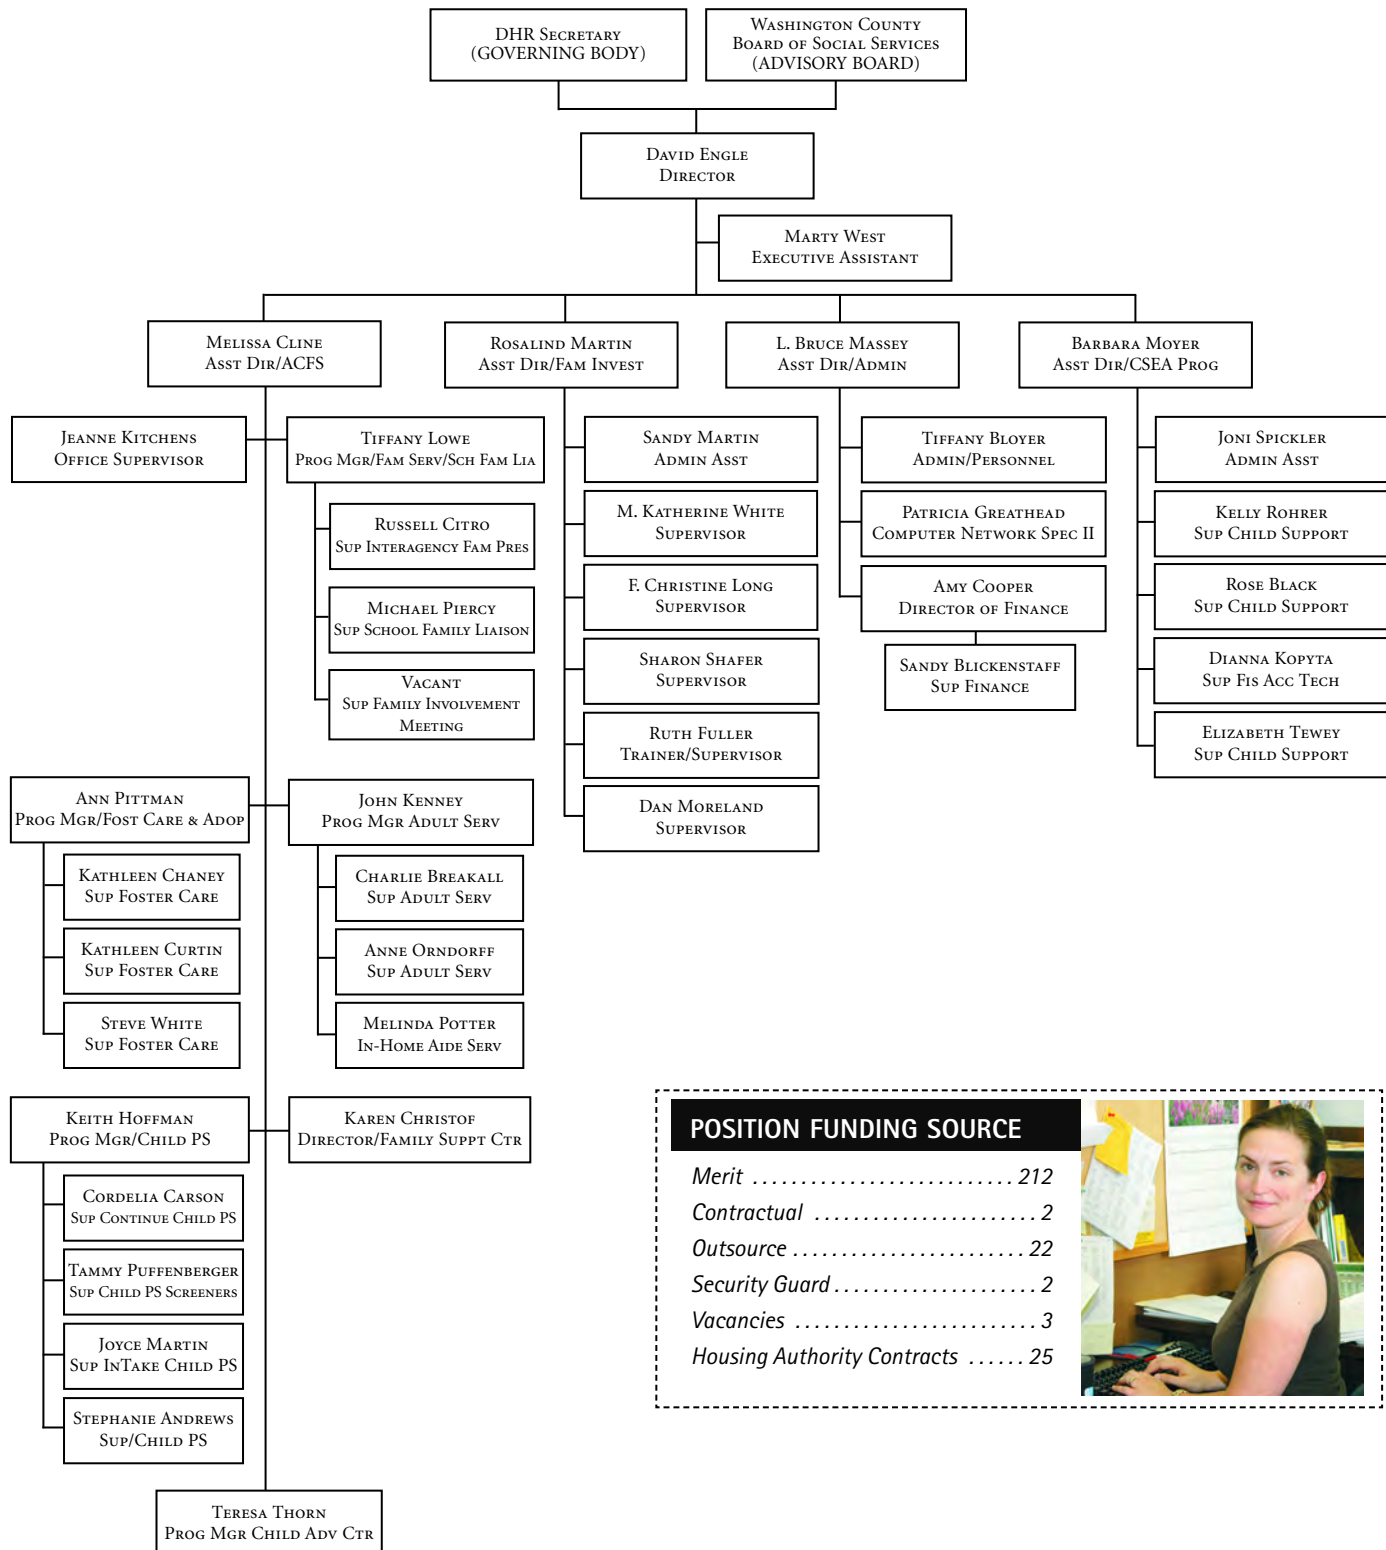 DHR Secretary
(GOVERNING BODY)
Washington County
Board of Social Services
(ADVISORY BOARD)
David Engle
Director
Marty West
Executive Assistant
Melissa Cline
Asst Dir/ACFS
Rosalind Martin
Asst Dir/Fam Invest
L. Bruce Massey
Asst Dir/Admin
Barbara Moyer
Asst Dir/CSEA Prog
Jeanne Kitchens
Office Supervisor
Tiffany Lowe
Prog Mgr/Fam Serv/Sch Fam Lia
Russell Citro
Sup Interagency Fam Pres
Michael Piercy
Sup School Family Liaison
Vacant
Sup Family Involvement
Meeting
Ann Pittman
Prog Mgr/Fost Care & Adop
Kathleen Chaney
Sup Foster Care
Kathleen Curtin
Sup Foster Care
Steve White
Sup Foster Care
John Kenney
Prog Mgr Adult Serv
Charlie Breakall
Sup Adult Serv
Anne Orndorff
Sup Adult Serv
Melinda Potter
In-Home Aide Serv
Keith Hoffman
Prog Mgr/Child PS
Cordelia Carson
Sup Continue Child PS
Tammy Puffenberger
Sup Child PS Screeners
Joyce Martin
Sup InTake Child PS
Stephanie Andrews
Sup/Child PS
Karen Christof
Director/Family Suppt Ctr
Teresa Thorn
Prog Mgr Child Adv Ctr
Sandy Martin
Admin Asst
M. Katherine White
Supervisor
F. Christine Long
Supervisor
Sharon Shafer
Supervisor
Ruth Fuller
Trainer/Supervisor
Dan Moreland
Supervisor
Tiffany Bloyer
Admin/Personnel
Patricia Greathead
Computer Network Spec II
Amy Cooper
Director of Finance
Sandy Blickenstaff
Sup Finance
Joni Spickler
Admin Asst
Kelly Rohrer
Sup Child Support
Rose Black
Sup Child Support
Dianna Kopyta
Sup Fis Acc Tech
Elizabeth Tewey
Sup Child Support
POSITION FUNDING SOURCE
Merit ........................ 212
Contractual ....................... 2
Outsource ........................ 22
Security Guard ..................... 2
Vacancies ......................... 3
Housing Authority Contracts ...... 25